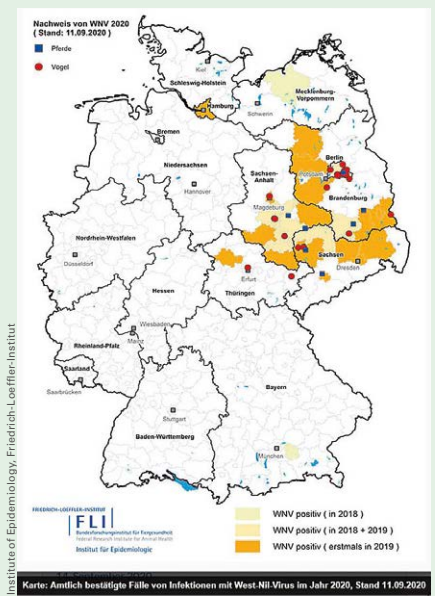 Nachweis von WNV 2020
( Stand: 11.09.2020 )
Pferde
Vögel
Kiel
Schleswig-Holstein
Hamburg
Mecklenburg-
Vorpommern
Schwerin
Bremen
Niedersachsen
Hannover
Berlin
Potsdam
Brandenburg
Sachsen-
Anhalt
Magdeburg
Nordrhein-Westfalen
Düsseldorf
Hessen
Wiesbaden
Mainz
Erfurt
Thüringen
Sachsen
Dresden
Rheinland-Pfalz
Saarland
Saarbrücken
Stuttgart
Baden-Württemberg
Bayern
München
FRIEDRICH-LOEFFLER-INSTITUT
FLI
Bundesforschungsinstitut für Tiergesundheit
Federal Research Institute for Animal Health
Institut für Epidemiologie
WNV positiv ( in 2018 )
WNV positiv ( in 2018 + 2019 )
WNV positiv ( erstmals in 2019 )
Karte: Amtlich bestätigte Fälle von Infektionen mit West-Nil-Virus im Jahr 2020, Stand 11.09.2020
Institute of Epidemiology, Friedrich-Loeffler-Institut